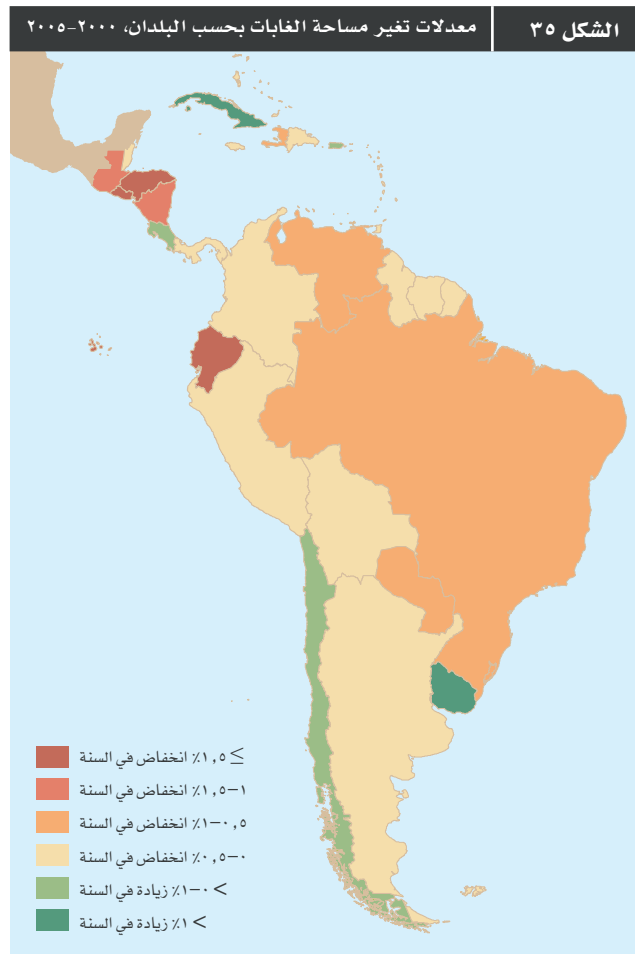 الشكل ٣٥
معدلات تغير مساحة الغابات بحسب البلدان، ٢٠٠٠-٢٠٠٥
≥ ١,٥٪ انخفاض في السنة
١-١,٥٪ انخفاض في السنة
٠,٥-١٪ انخفاض في السنة
٠-٠,٥٪ انخفاض في السنة
>٠-١٪ زيادة في السنة
>١٪ زيادة في السنة